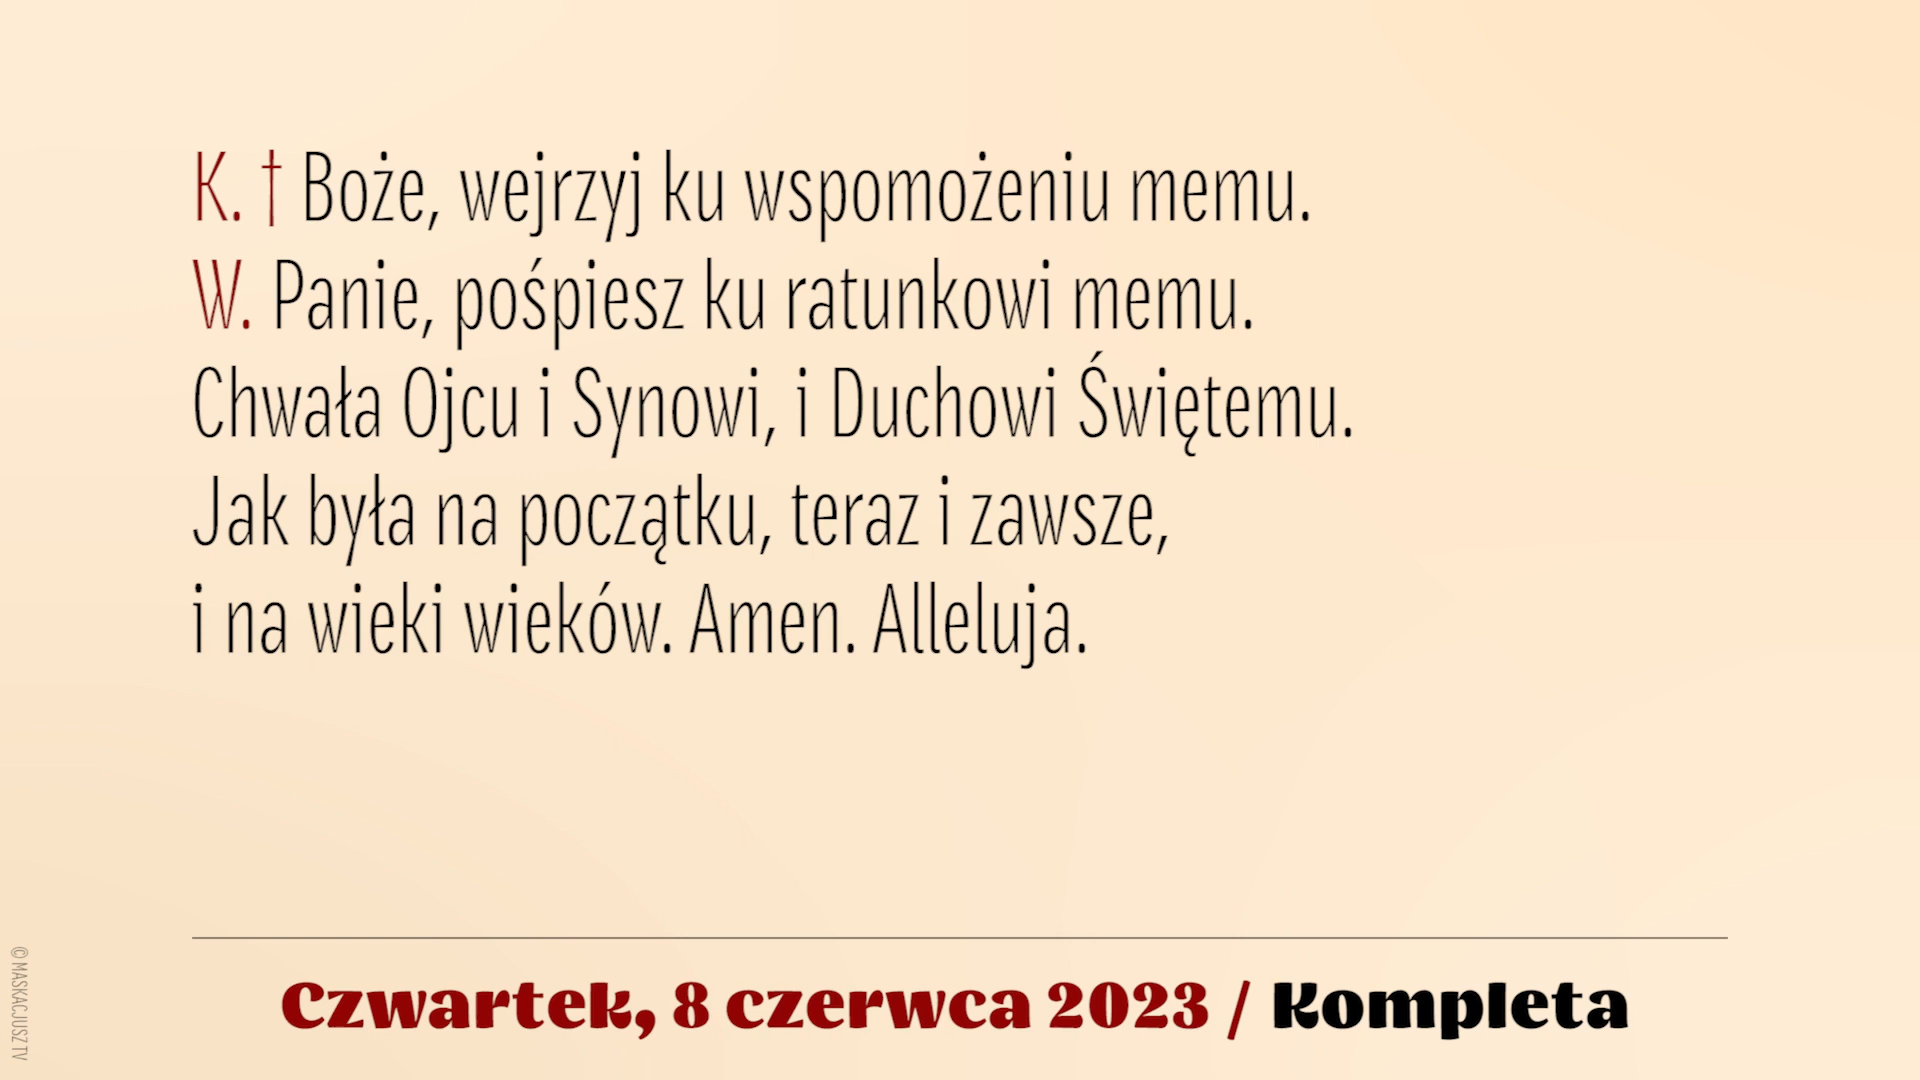 K. † Boże, wejrzyj ku wspomożeniu memu.
W. Panie, pośpiesz ku ratunkowi memu.
Chwała Ojcu i Synowi, i Duchowi Świętemu.
Jak była na początku, teraz i zawsze,
i na wieki wieków. Amen. Alleluja.
© MASKACJUSZ TV
Czwartek, 8 czerwca 2023 / Kompleta